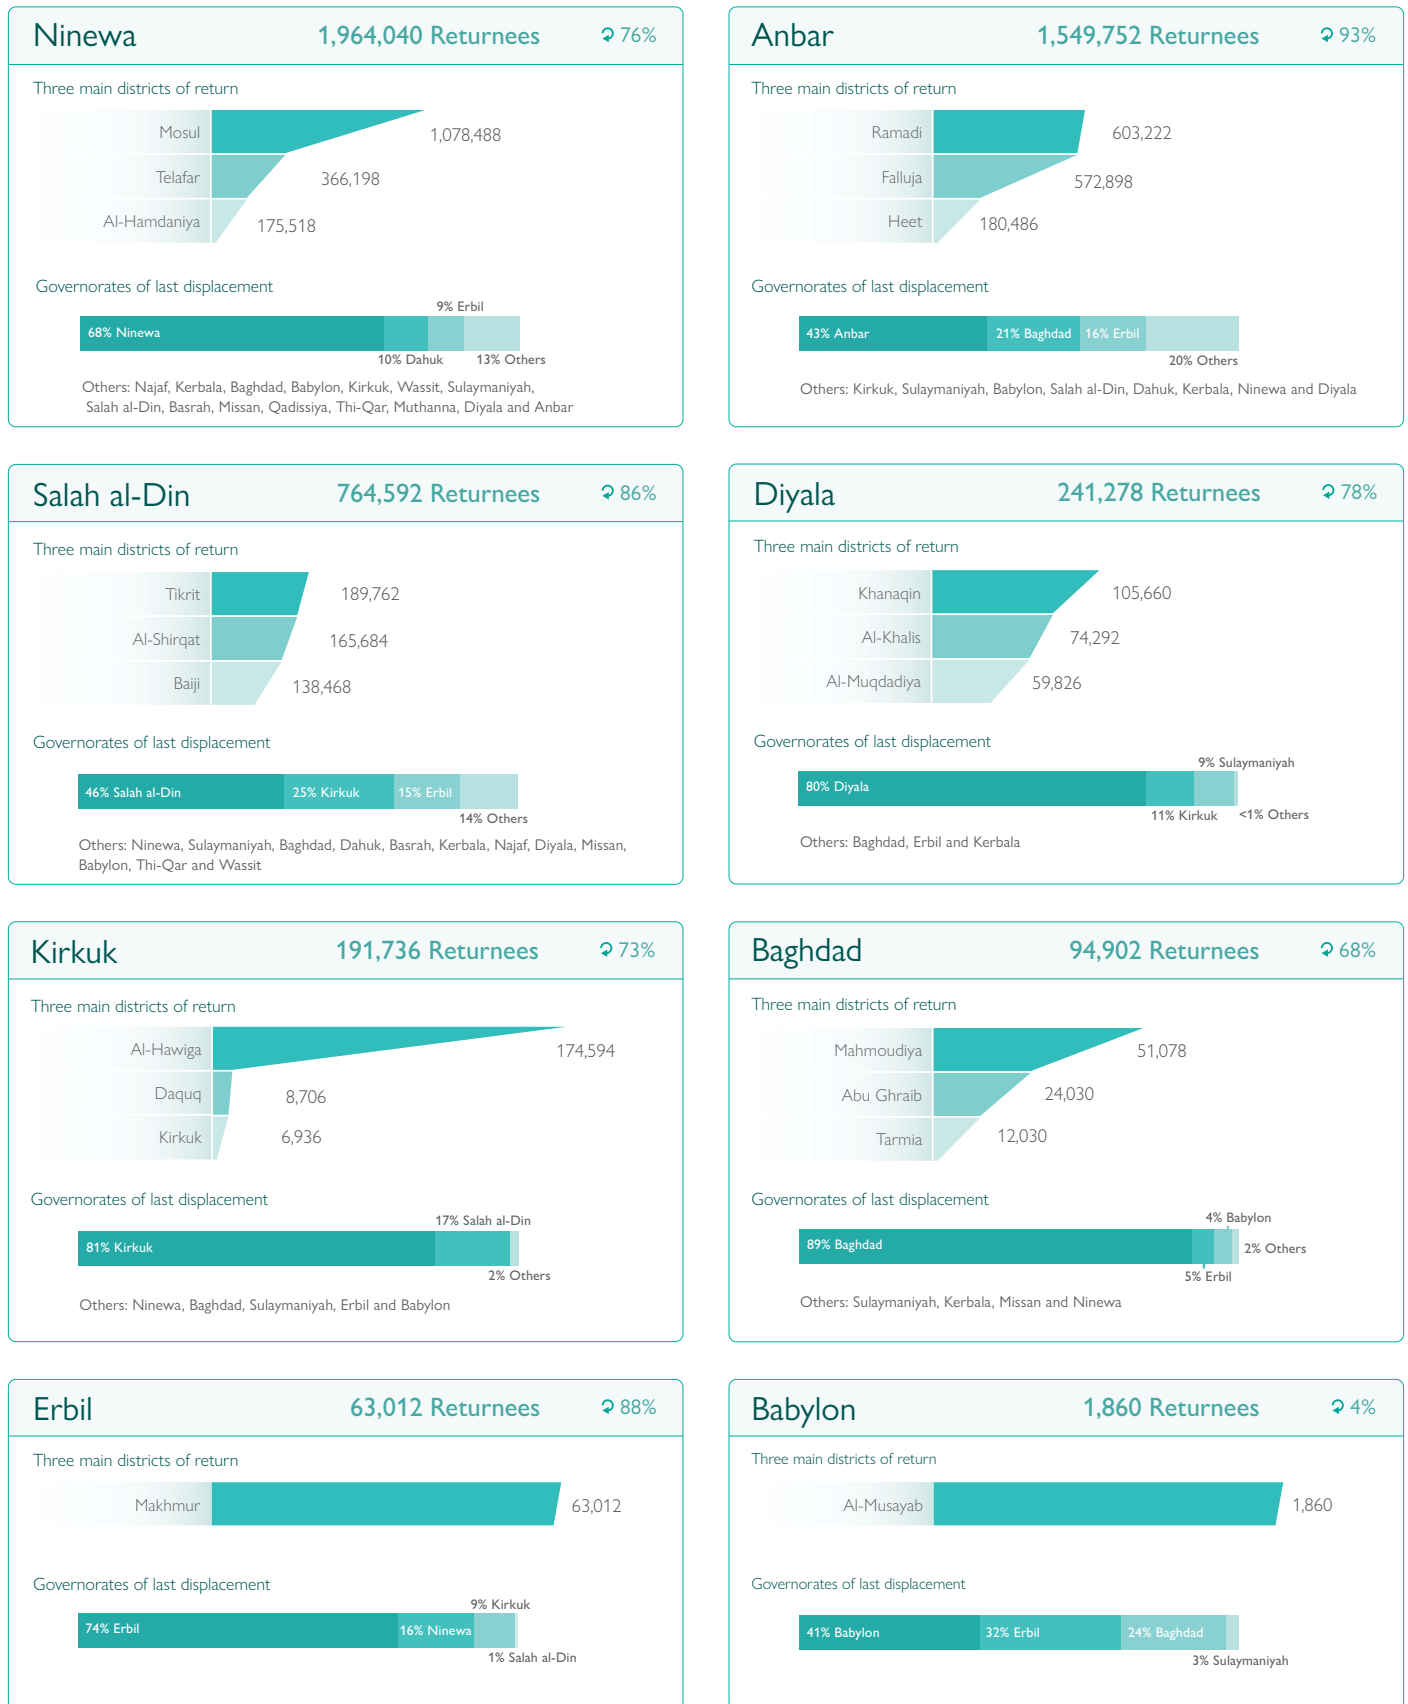 Ninewa
1,964,040 Returnees
76%
Three main districts of return
Mosul
1,078,488
Telafar
366,198
Al-Hamdaniya
175,518
Governorates of last displacement
9% Erbil
68% Ninewa
10% Dahuk
13% Others
Others: Najaf, Kerbala, Baghdad, Babylon, Kirkuk, Wassit, Sulaymaniyah,
Salah al-Din, Basrah, Missan, Qadissiya, Thi-Qar, Muthanna, Diyala and Anbar
Anbar
1,549,752 Returnees
93%
Three main districts of return
Ramadi
603,222
Falluja
572,898
Heet
180,486
Governorates of last displacement
43% Anbar
21% Baghdad
16% Erbil
20% Others
Others: Kirkuk, Sulaymaniyah, Babylon, Salah al-Din, Dahuk, Kerbala, Ninewa and Diyala
Salah al-Din
764,592 Returnees
86%
Three main districts of return
Tikrit
189,762
Al-Shirqat
165,684
Baiji
138,468
Governorates of last displacement
46% Salah al-Din
25% Kirkuk
15% Erbil
14% Others
Others: Ninewa, Sulaymaniyah, Baghdad, Dahuk, Basrah, Kerbala, Najaf, Diyala, Missan,
Babylon, Thi-Qar and Wassit
Diyala
241,278 Returnees
78%
Three main districts of return
Khanaqin
105,660
Al-Khalis
74,292
Al-Muqdadiya
59,826
Governorates of last displacement
9% Sulaymaniyah
80% Diyala
11% Kirkuk
<1% Others
Others: Baghdad, Erbil and Kerbala
Kirkuk
191,736 Returnees
73%
Three main districts of return
Al-Hawiga
174,594
Daquq
8,706
Kirkuk
6,936
Governorates of last displacement
17% Salah al-Din
81% Kirkuk
2% Others
Others: Ninewa, Baghdad, Sulaymaniyah, Erbil and Babylon
Baghdad
94,902 Returnees
68%
Three main districts of return
Mahmoudiya
51,078
Abu Ghraib
24,030
Tarmia
12,030
Governorates of last displacement
4% Babylon
89% Baghdad
2% Others
5% Erbil
Others: Sulaymaniyah, Kerbala, Missan and Ninewa
Erbil
63,012 Returnees
88%
Three main districts of return
Makhmur
63,012
Governorates of last displacement
9% Kirkuk
74% Erbil
16% Ninewa
1% Salah al-Din
Babylon
1,860 Returnees
4%
Three main districts of return
Al-Musayab
1,860
Governorates of last displacement
41% Babylon
32% Erbil
24% Baghdad
3% Sulaymaniyah